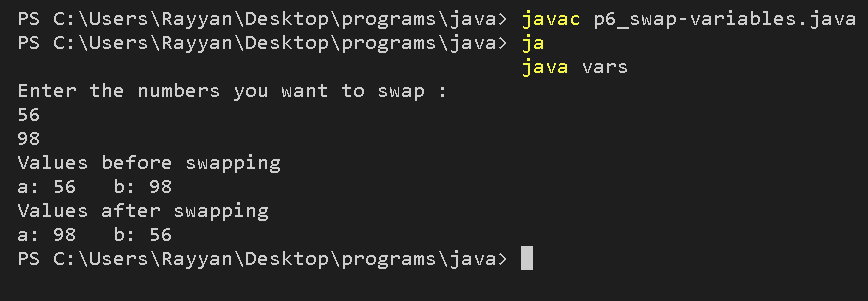 PS C:\Users\Rayyan\Desktop\programs\java> javac p6_swap-variables.java
PS C:\Users\Rayyan\Desktop\programs\java> ja
java vars
Enter the numbers you want to swap :
56
98
Values before swapping
a: 56   b: 98
Values after swapping
a: 98   b: 56
PS C:\Users\Rayyan\Desktop\programs\java>